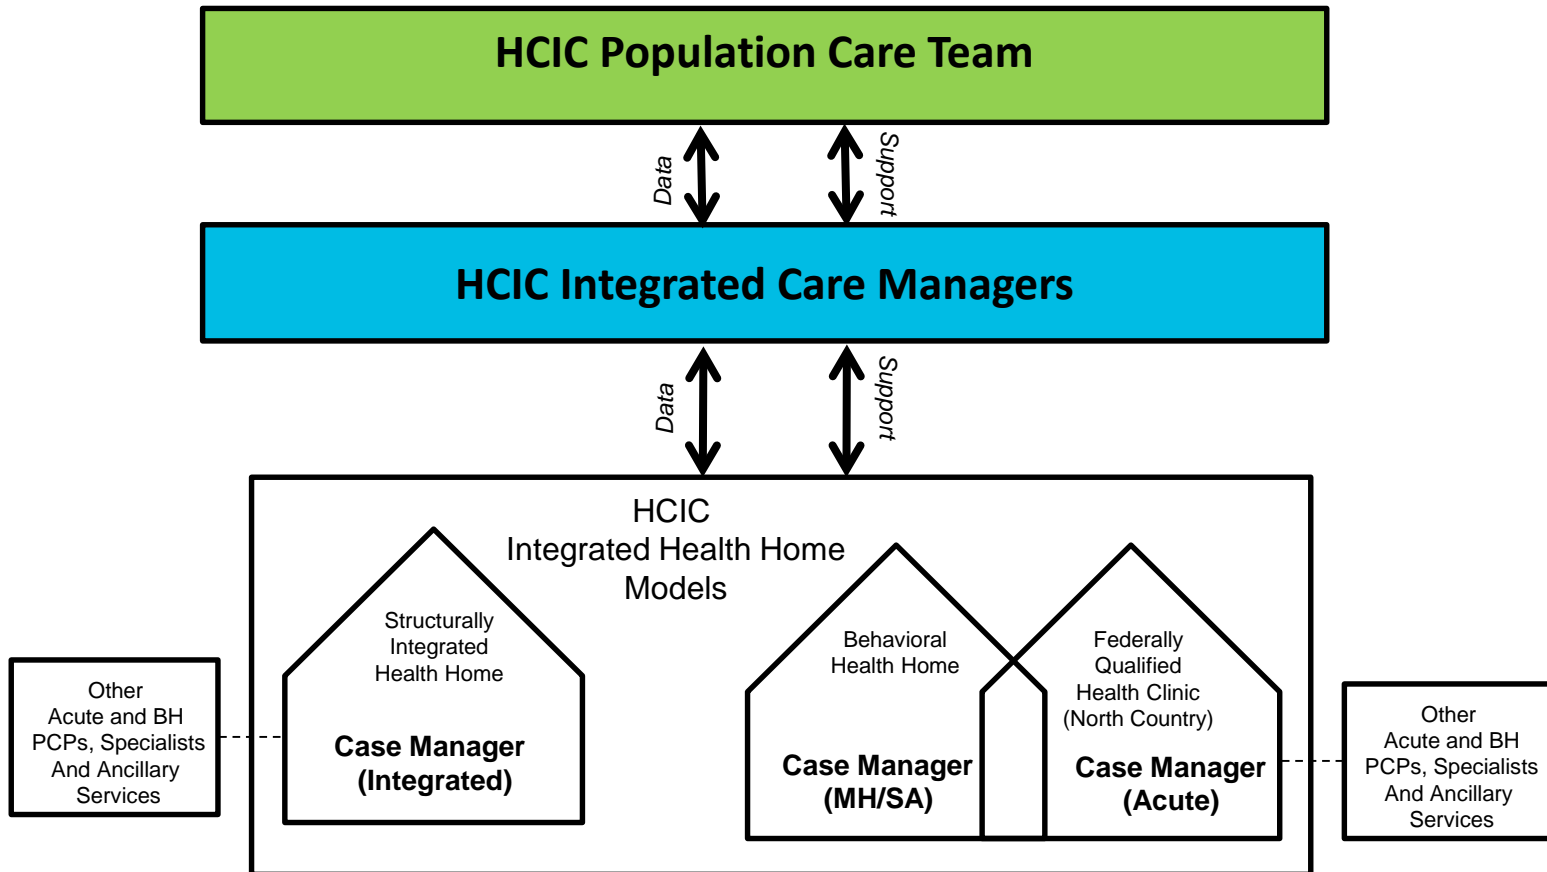 HCIC Population Care Team
Data
Support
HCIC Integrated Care Managers
Data
Support
HCIC
Integrated Health Home
Models
Structurally
Integrated
Health Home
Case Manager
(Integrated)
Behavioral
Health Home
Case Manager
(MH/SA)
Federally
Qualified
Health Clinic
(North Country)
Case Manager
(Acute)
Other
Acute and BH
PCPs, Specialists
And Ancillary
Services
Other
Acute and BH
PCPs, Specialists
And Ancillary
Services